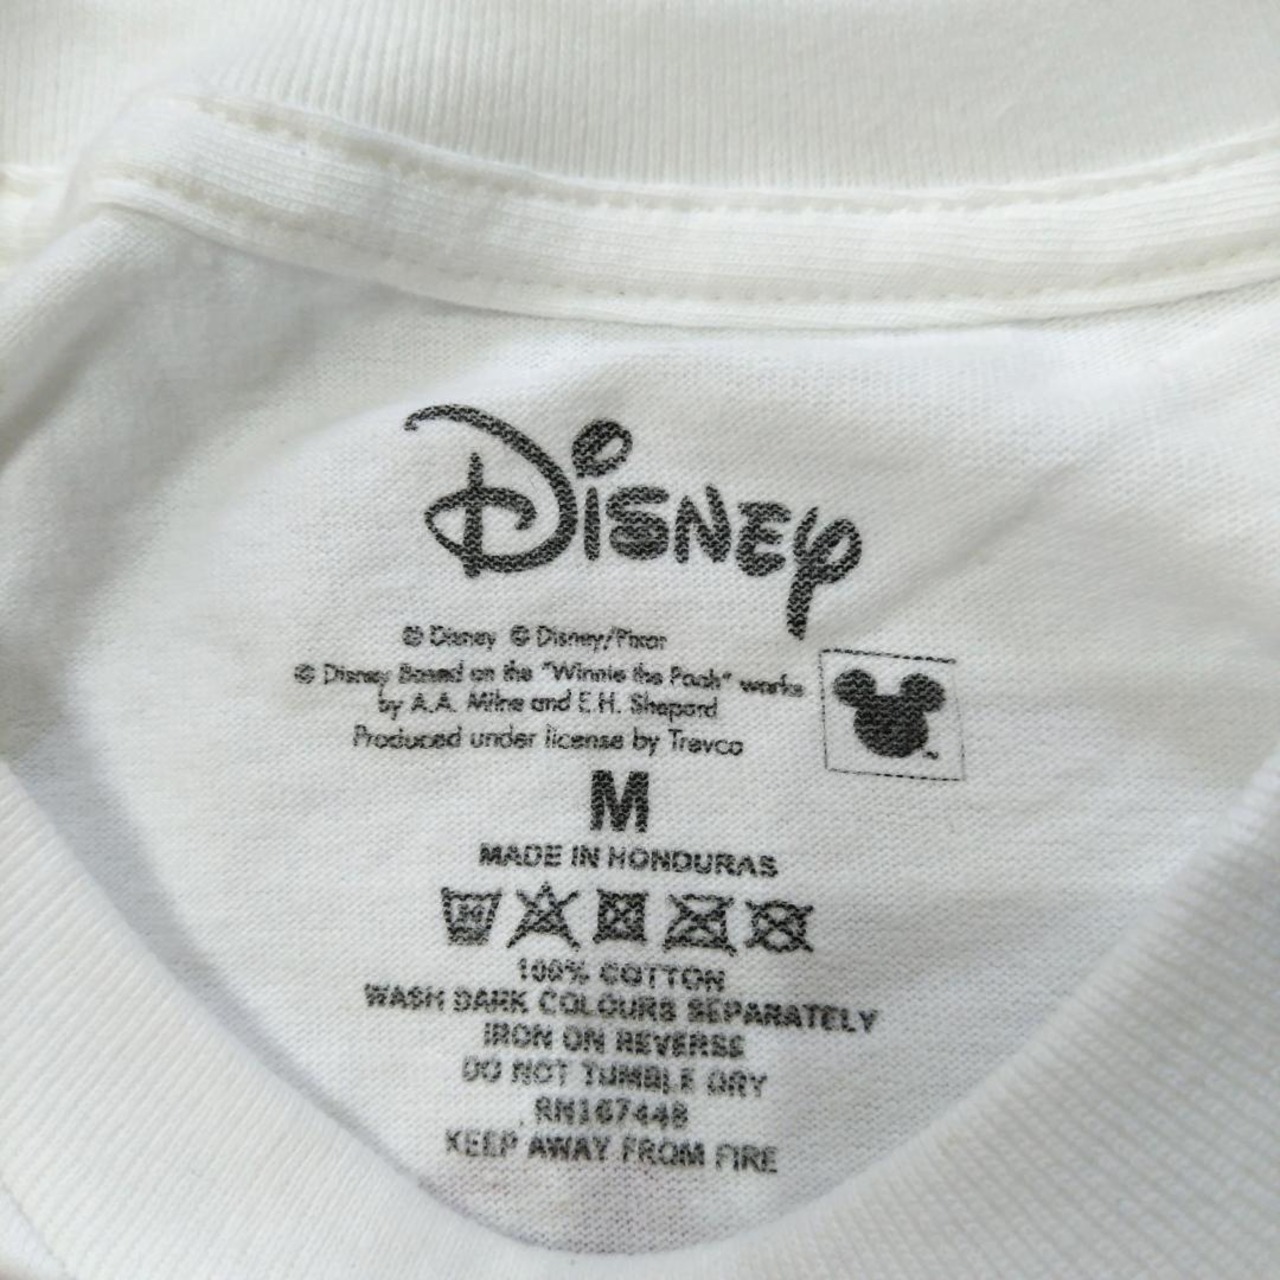 Disney
© Disney © Disney/Pixar
© Disney Based on the "Winnie the Pooh" works
by A.A. Milne and E.H. Shepard
Produced under license by Trevco
M
MADE IN HONDURAS
30
100% COTTON
WASH DARK COLOURS SEPARATELY
IRON ON REVERSE
DO NOT TUMBLE DRY
RN167448
KEEP AWAY FROM FIRE